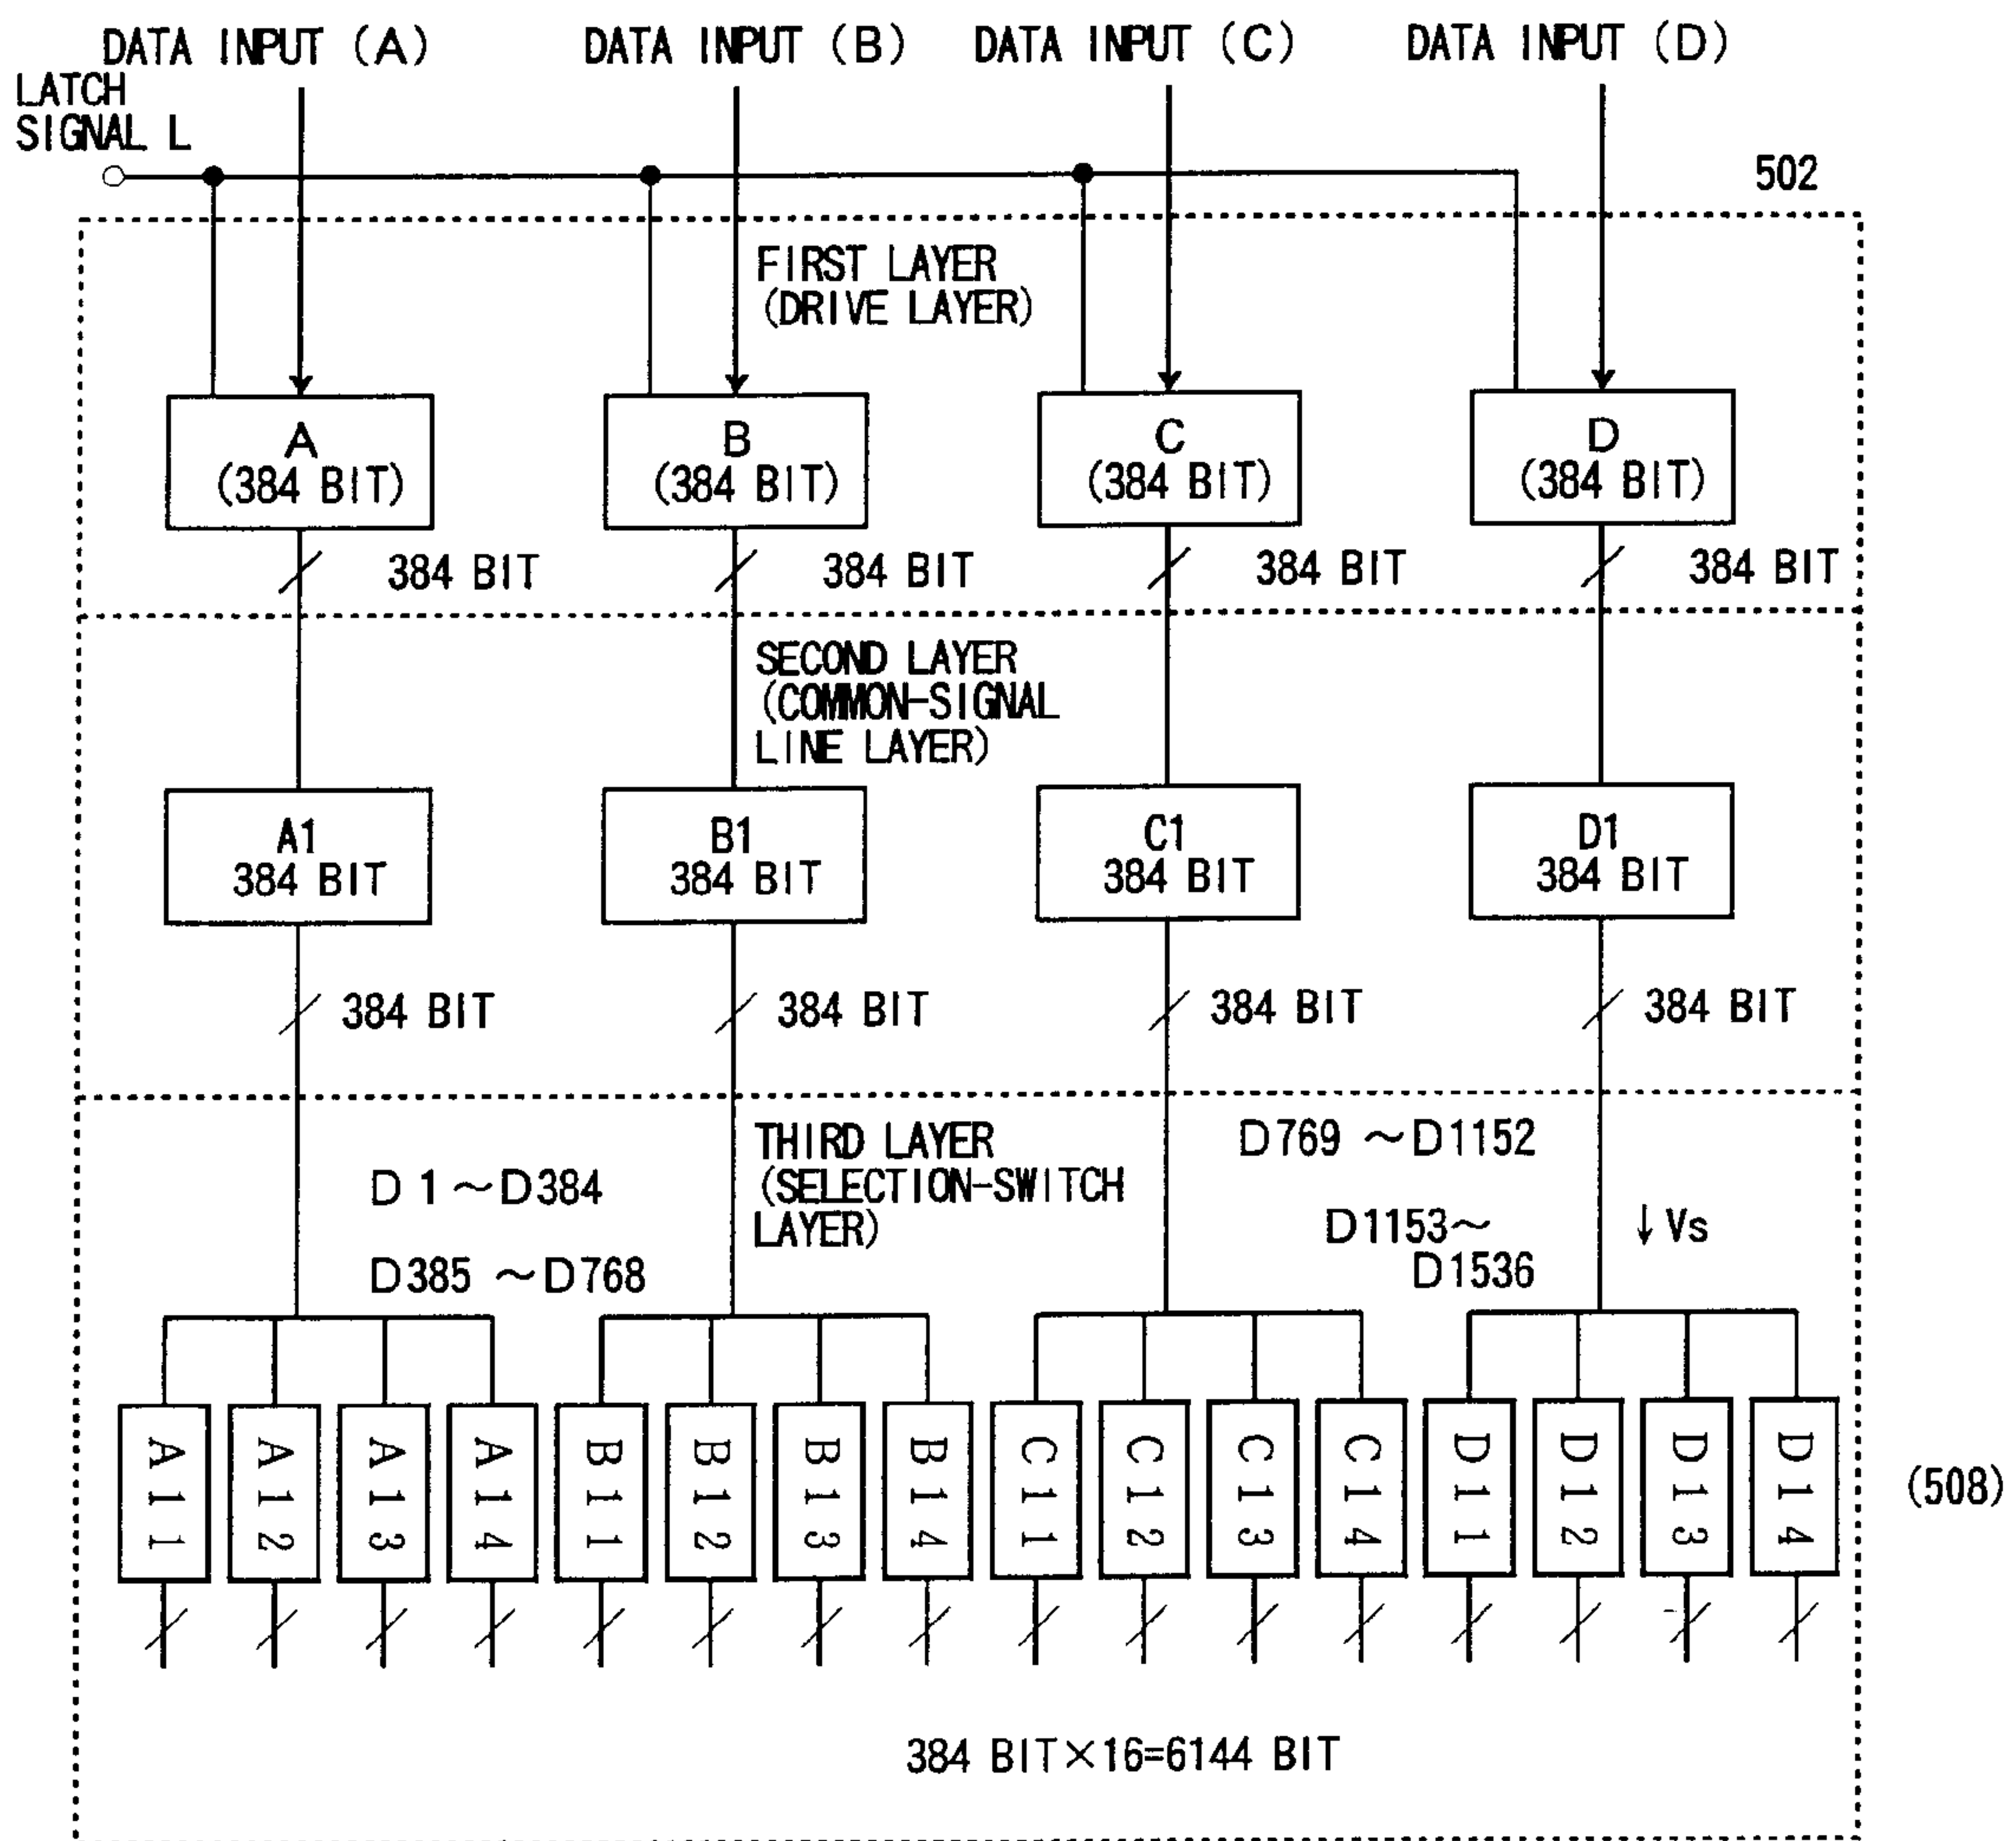 DATA INPUT (A)
DATA INPUT (B)
DATA INPUT (C)
DATA INPUT (D)
LATCH
SIGNAL L
502
FIRST LAYER
(DRIVE LAYER)
A
(384 BIT)
B
(384 BIT)
C
(384 BIT)
D
(384 BIT)
384 BIT
384 BIT
384 BIT
384 BIT
SECOND LAYER
(COMMON-SIGNAL
LINE LAYER)
A1
384 BIT
B1
384 BIT
C1
384 BIT
D1
384 BIT
384 BIT
384 BIT
384 BIT
384 BIT
THIRD LAYER
(SELECTION-SWITCH
LAYER)
D1~D384
D385 ~D768
D769 ~D1152
D1153~
D1536
↓Vs
A11
A12
A13
A14
B11
B12
B13
B14
C11
C12
C13
C14
D11
D12
D13
D14
(508)
384 BIT×16=6144 BIT